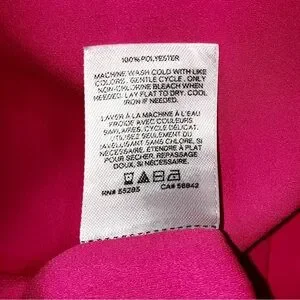 100% POLYESTER
MACHINE WASH COLD WITH LIKE
COLORS, GENTLE CYCLE, ONLY
NON-CHLORINE BLEACH WHEN
NEEDED. LAY FLAT TO DRY. COOL
IRON IF NEEDED.
LAVER À LA MACHINE À L'EAU
FROIDE AVEC COULEURS
SIMILAIRES, CYCLE DÉLICAT.
UTILISER SEULEMENT DU
JAVELLISANT SANS CHLORE, SI
NÉCESSAIRE. ÉTENDRE À PLAT
POUR SÉCHER. REPASSAGE
DOUX, SI NÉCESSAIRE.
RN# 55285 CA# 56942